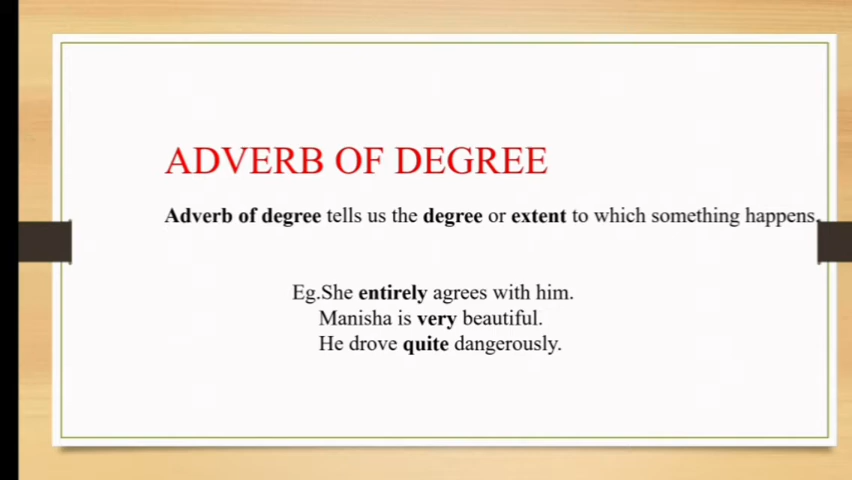 ADVERB OF DEGREE
Adverb of degree tells us the degree or extent to which something happens.
Eg.She entirely agrees with him.
Manisha is very beautiful.
He drove quite dangerously.